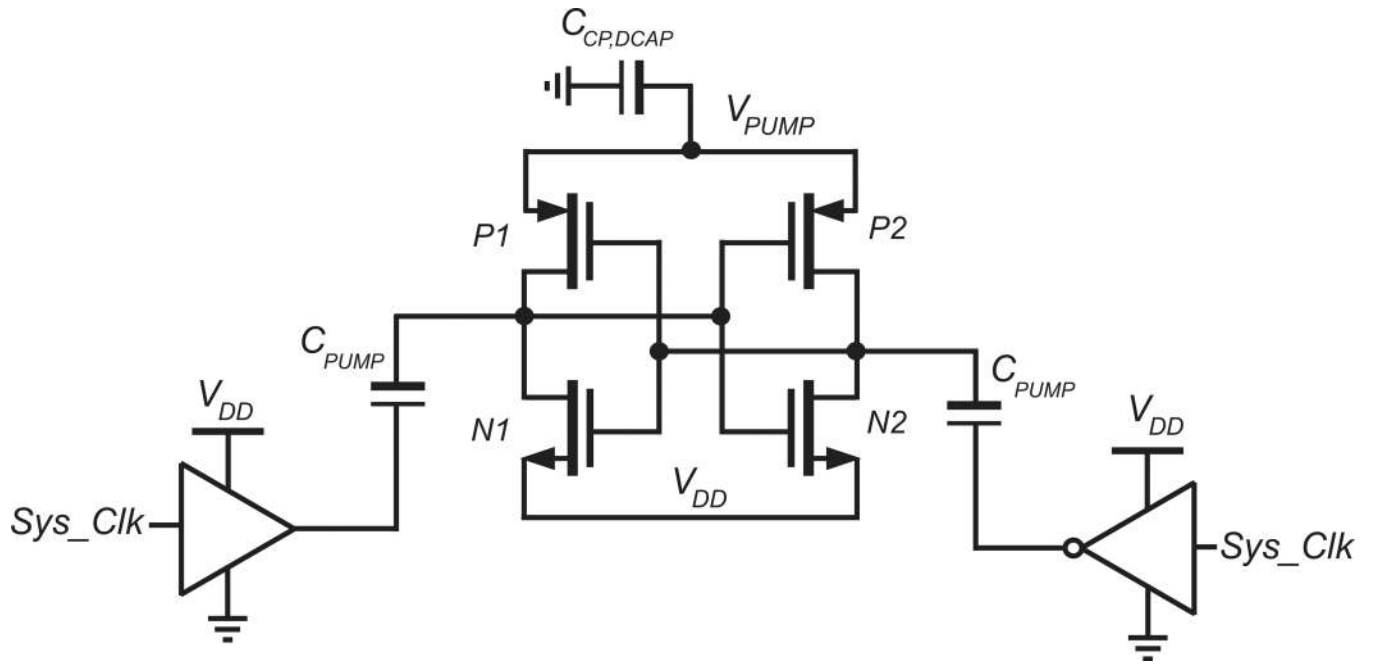 C_CP,DCAP
V_PUMP
P1
P2
C_PUMP
C_PUMP
V_DD
N1
N2
V_DD
V_DD
Sys_Clk
Sys_Clk